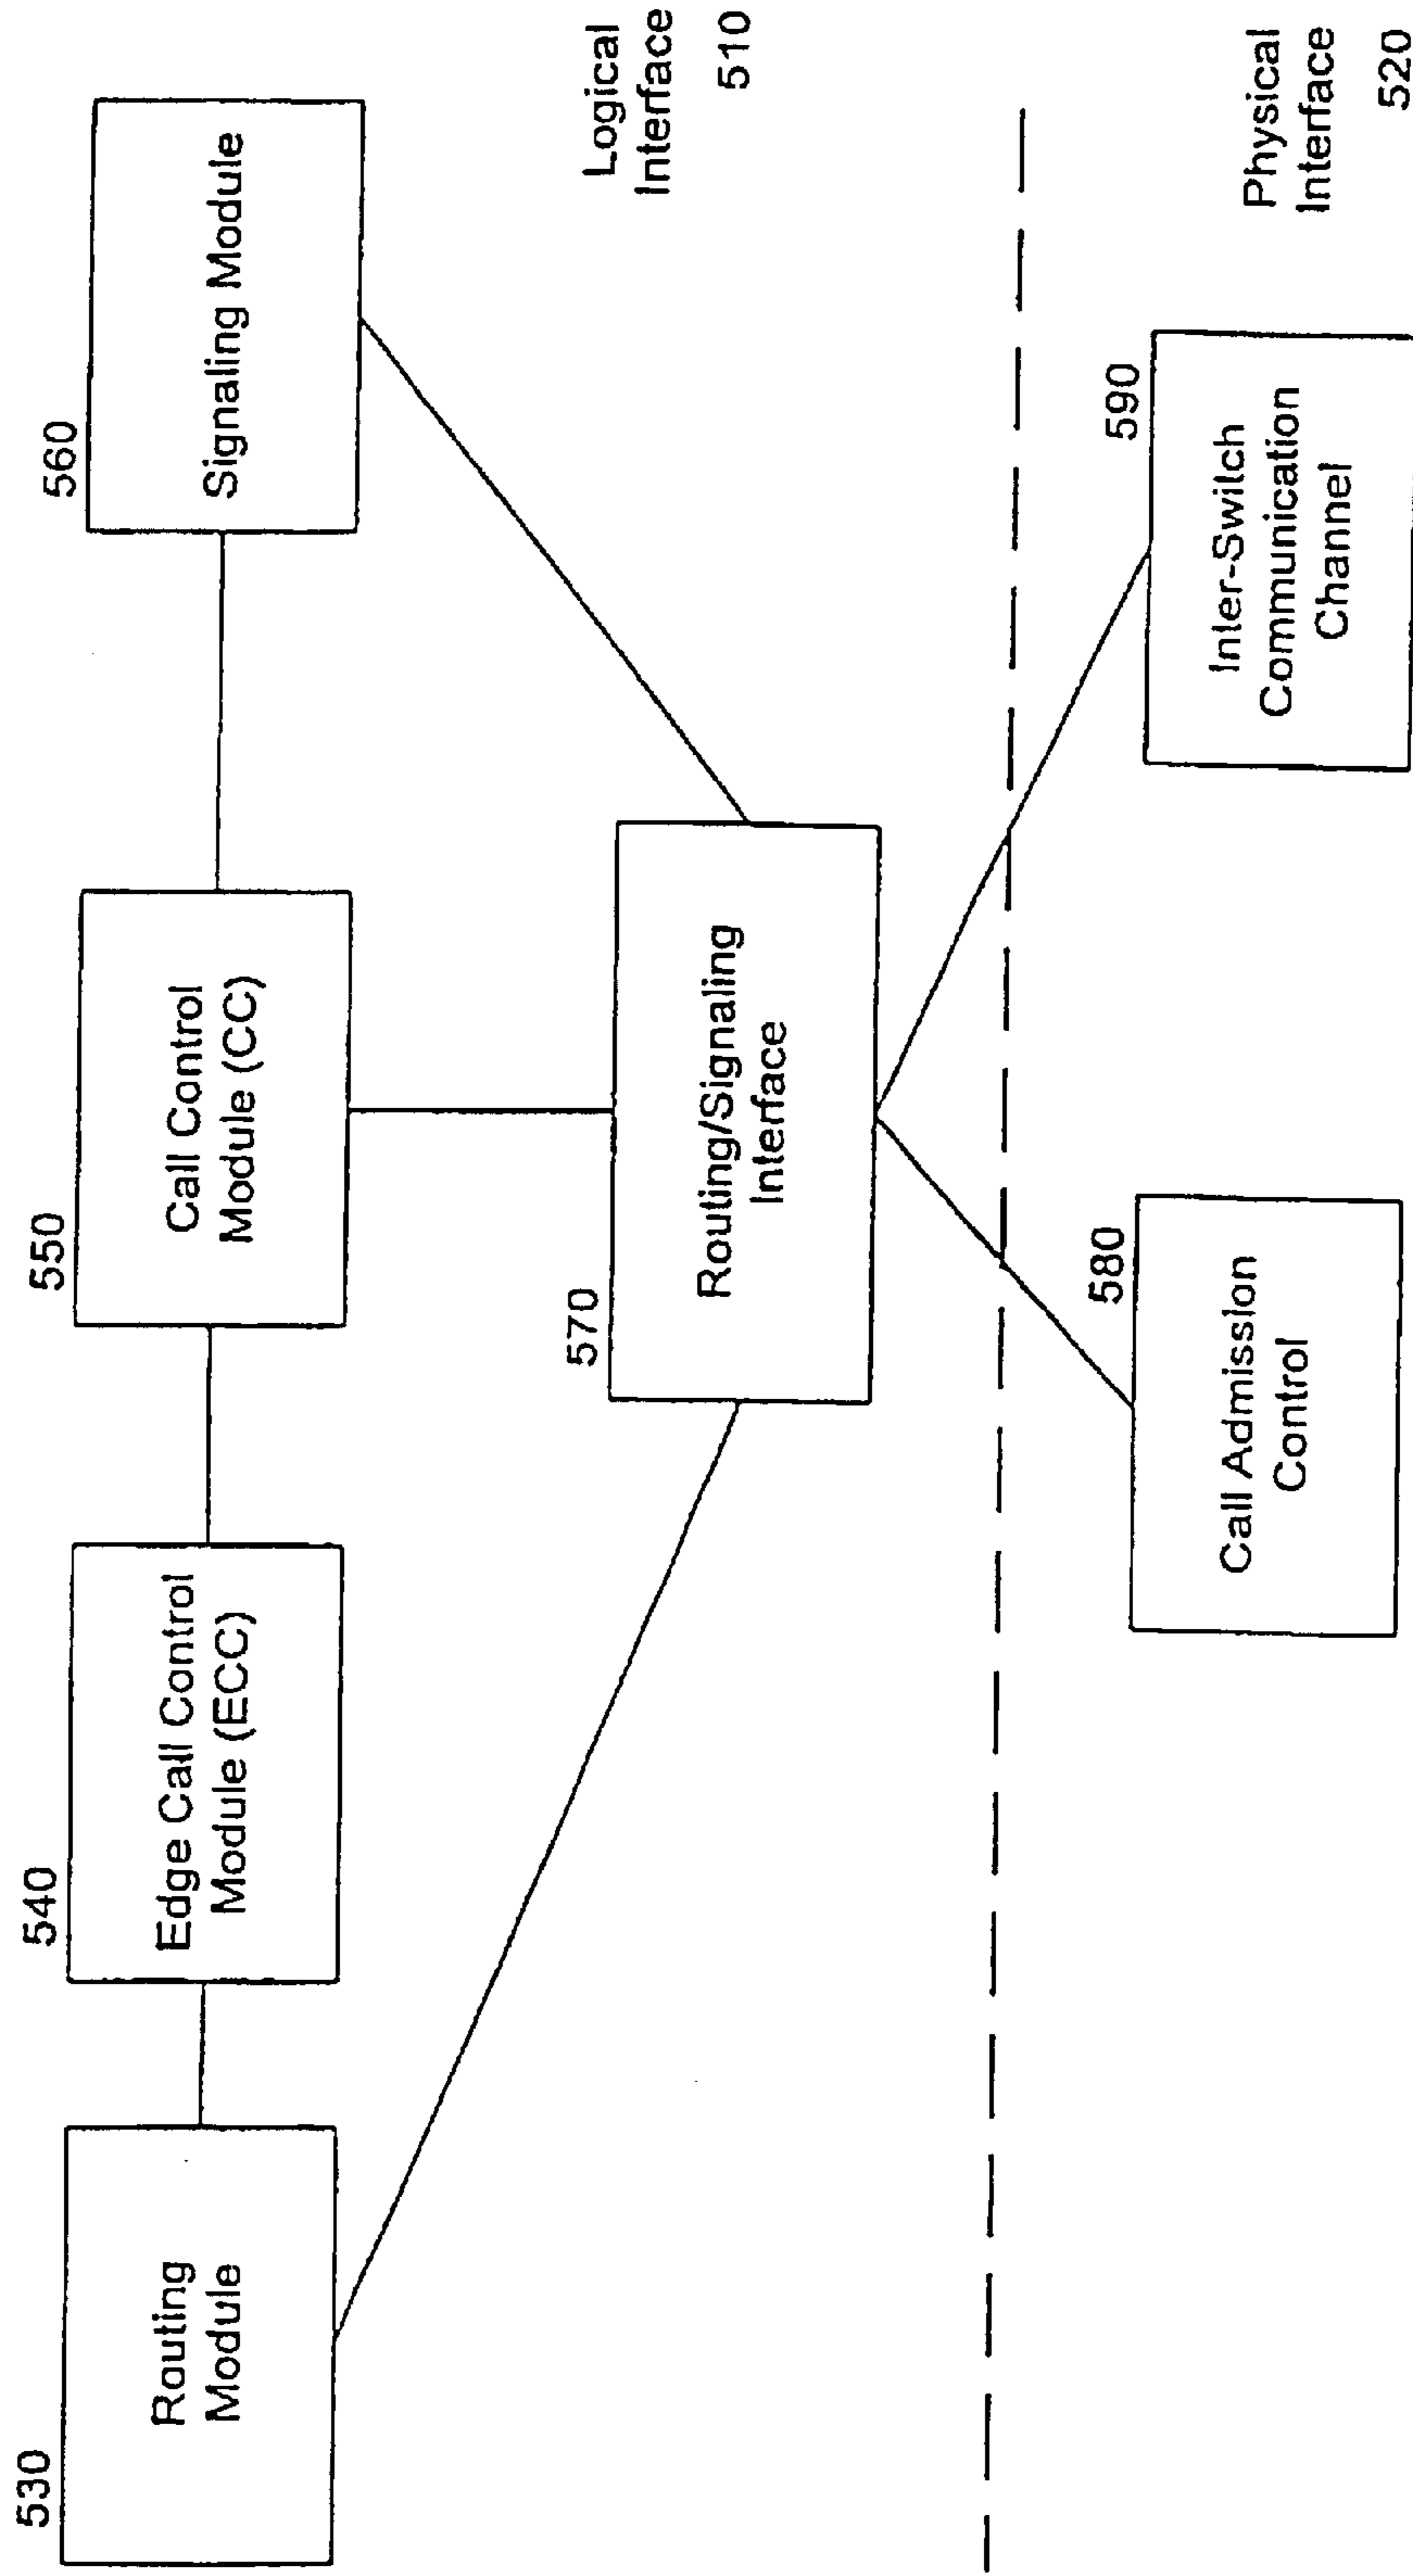 530
Routing
Module
540
Edge Call Control
Module (ECC)
550
Call Control
Module (CC)
560
Signaling Module
570
Routing/Signaling
Interface
Logical
Interface
510
580
Call Admission
Control
590
Inter-Switch
Communication
Channel
Physical
Interface
520